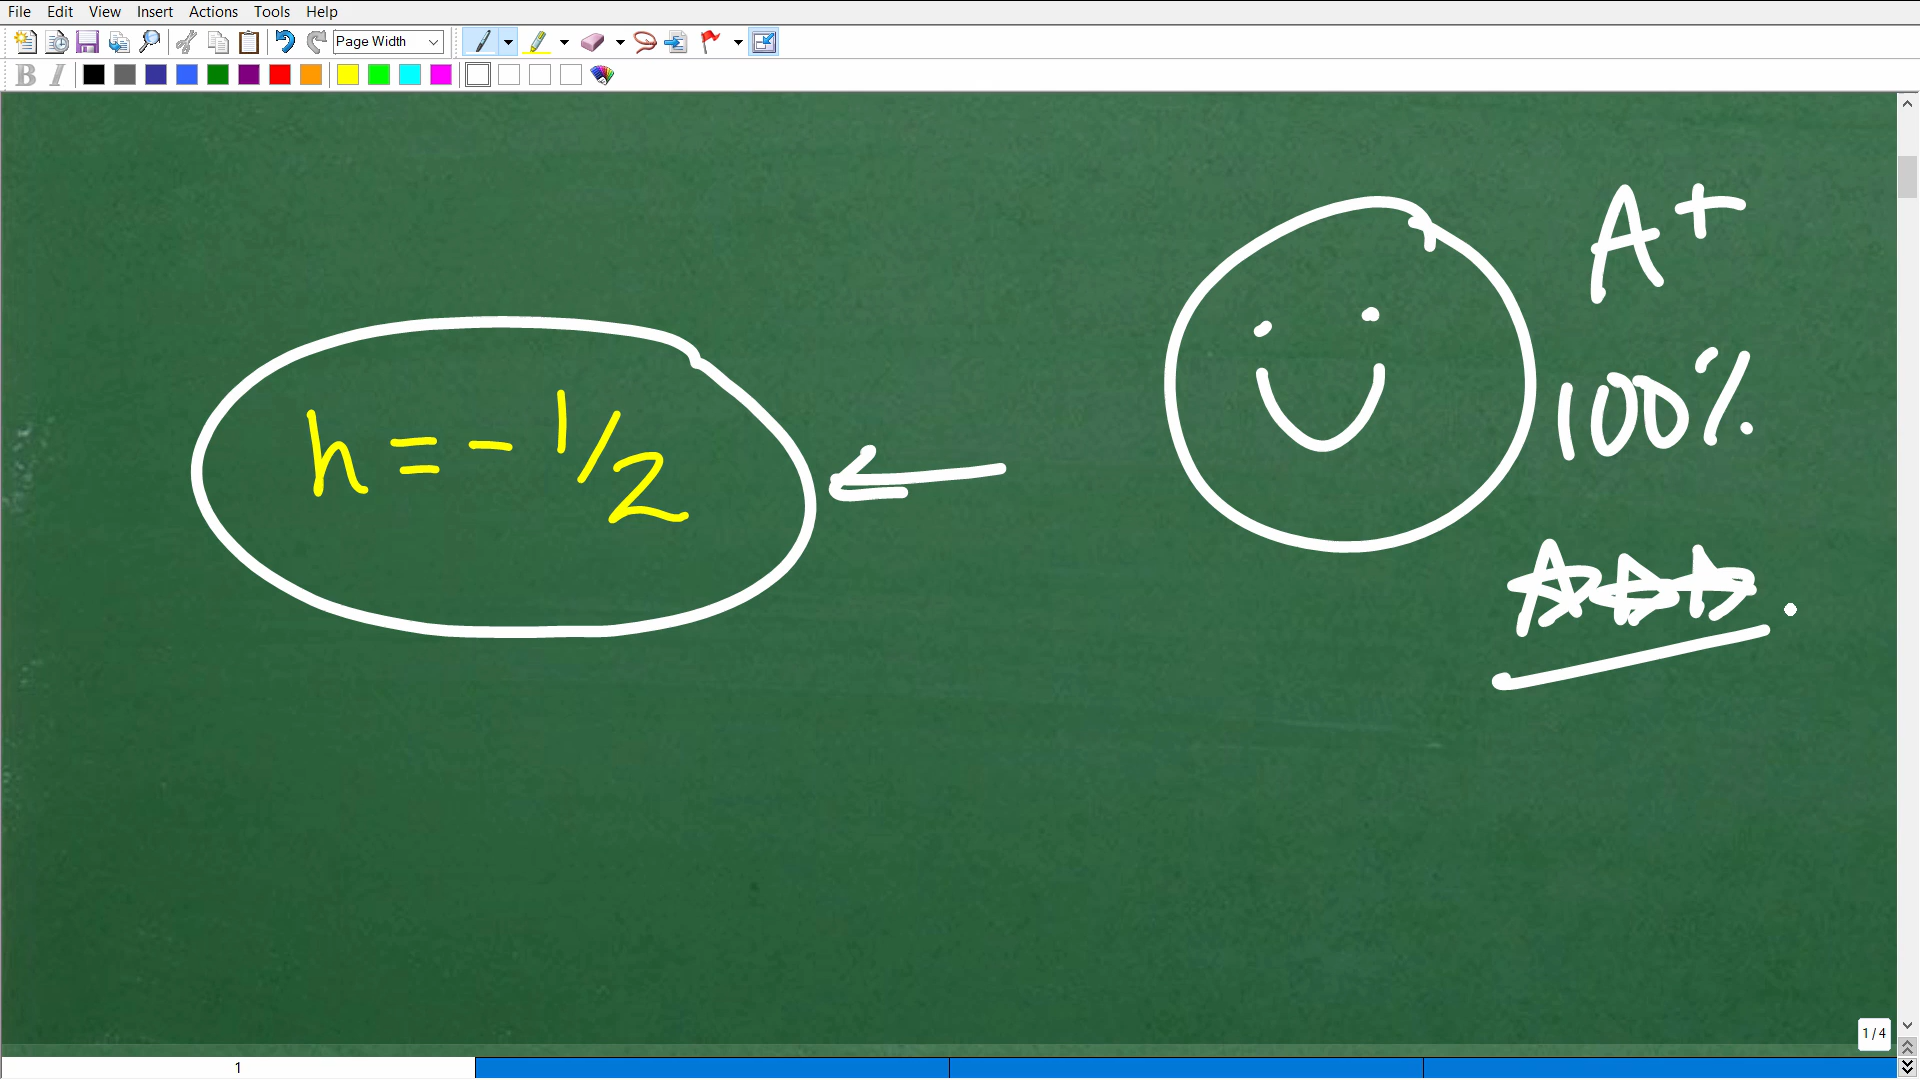 File Edit View Insert Actions Tools Help
Page Width
B I
h = - 1/2
A+
100%
1 / 4
1